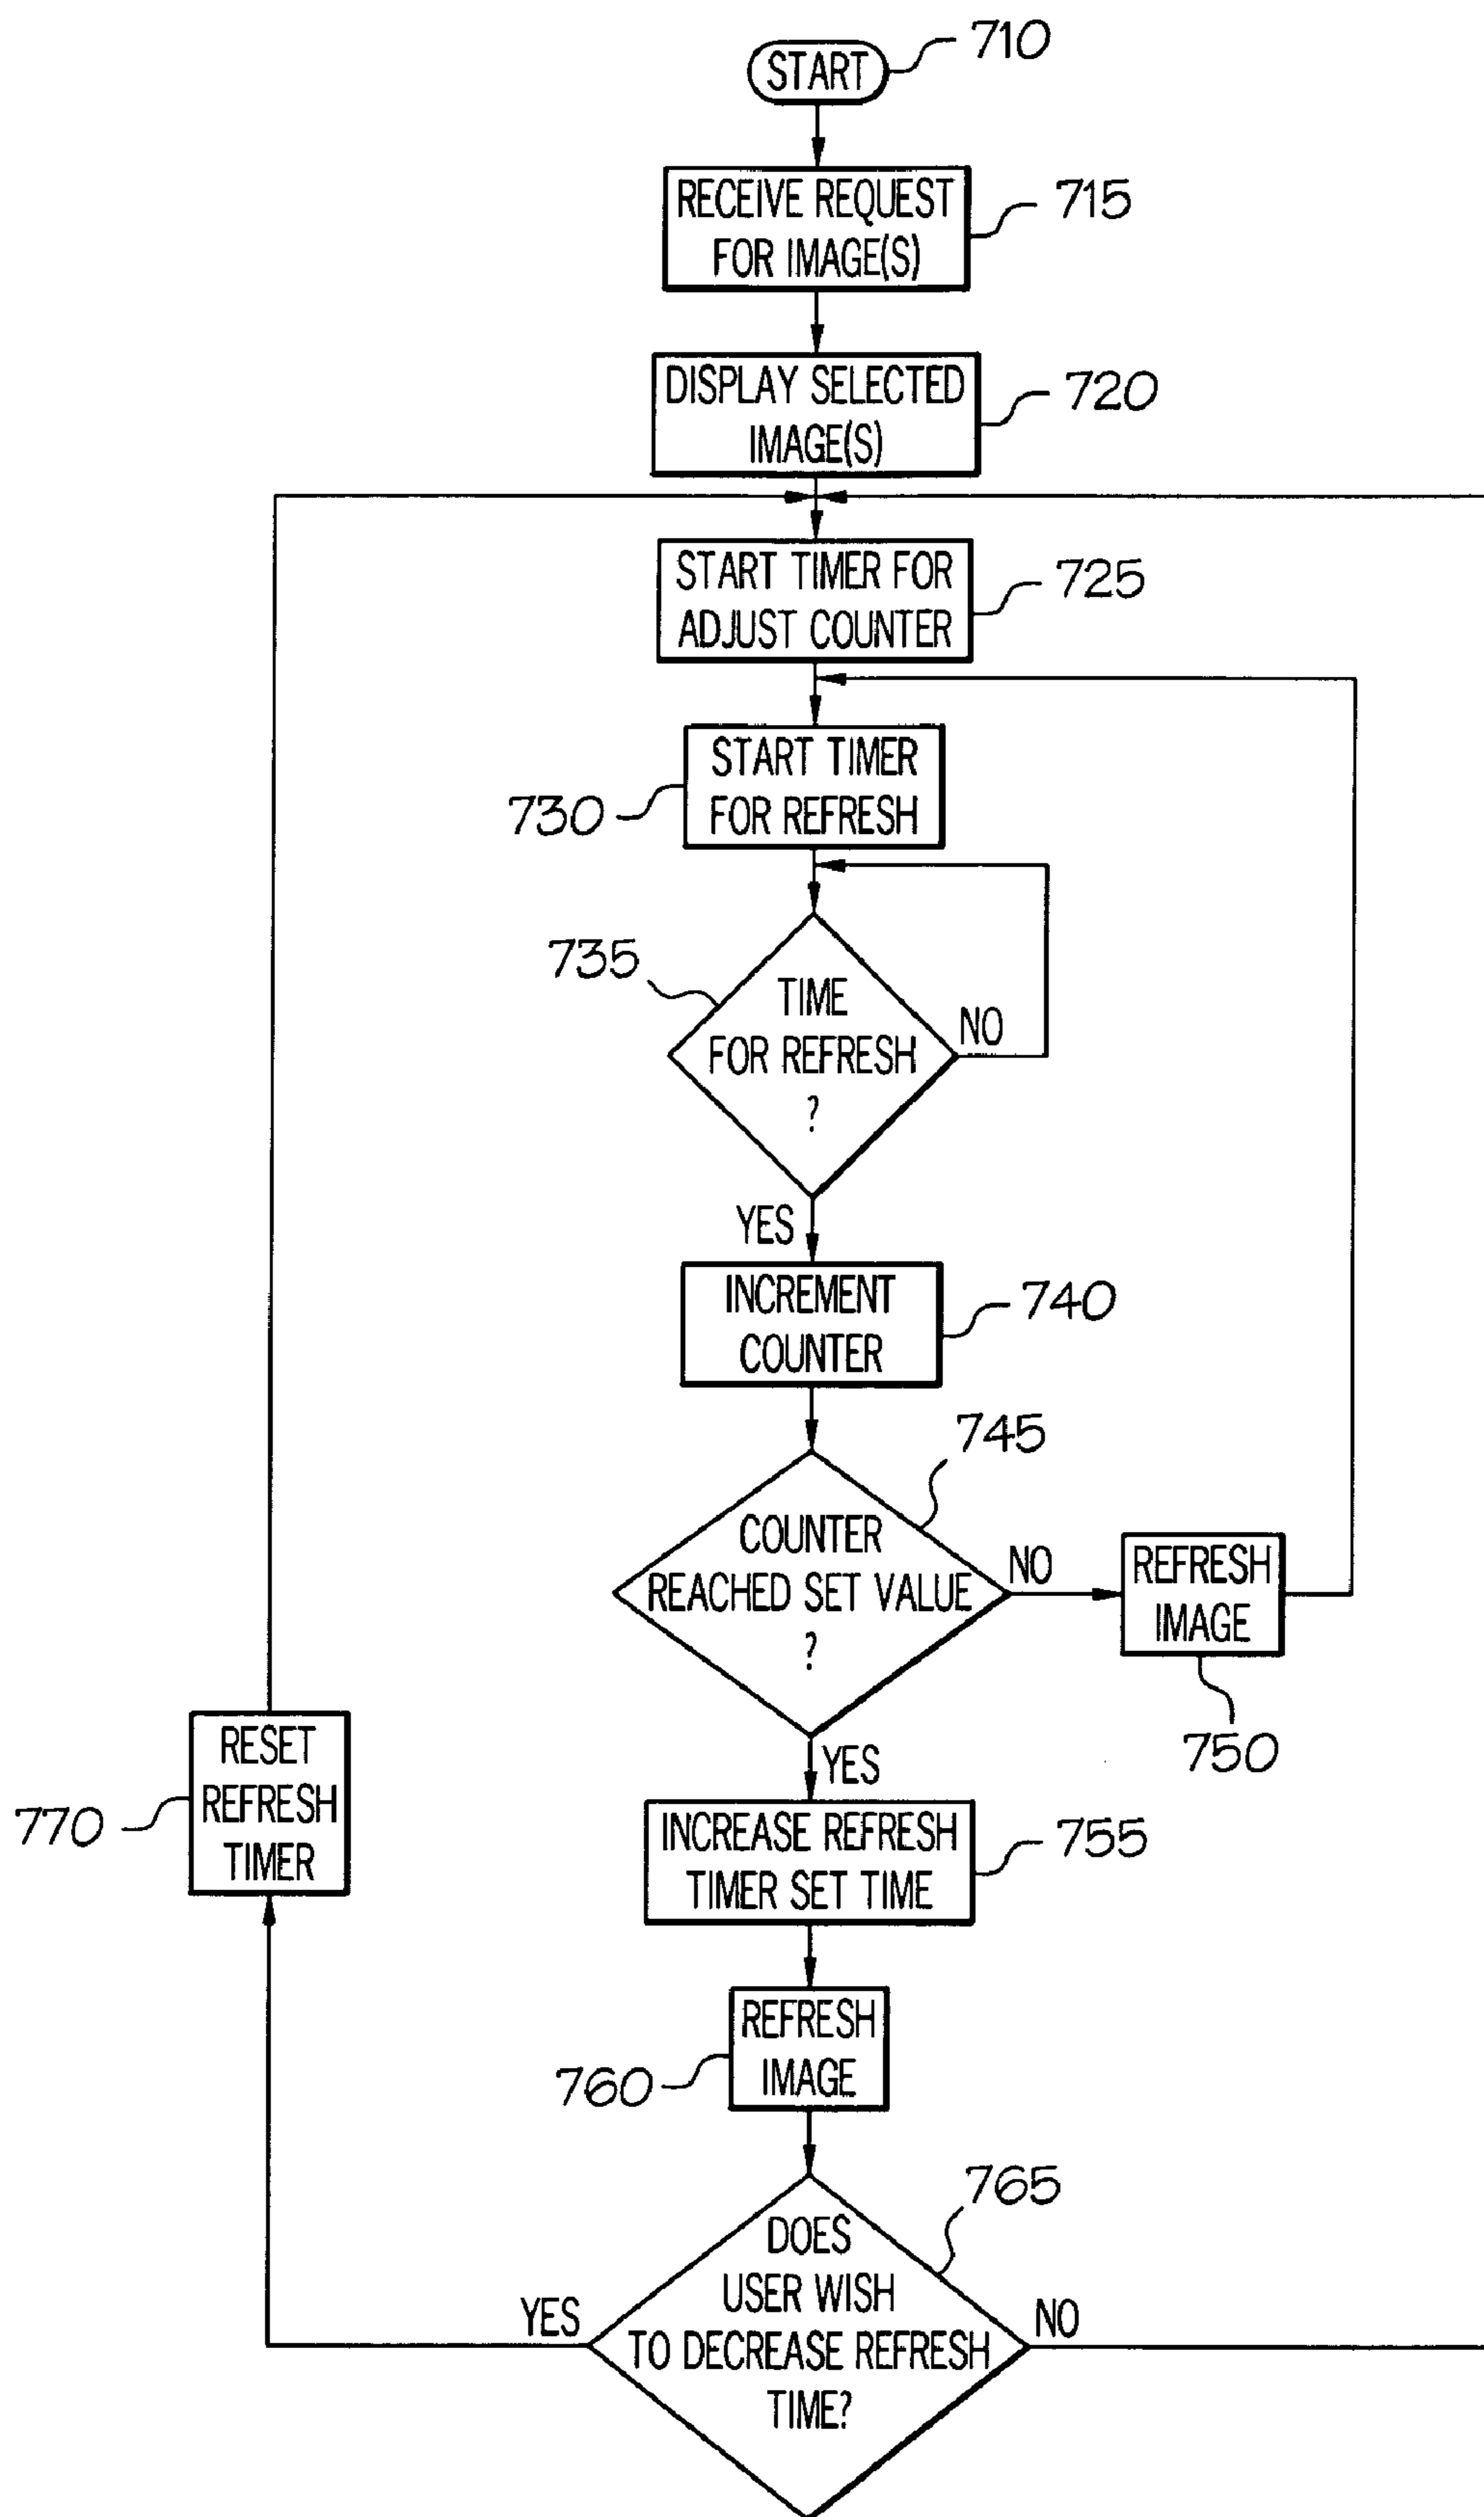 START
710
RECEIVE REQUEST
FOR IMAGE(S)
715
DISPLAY SELECTED
IMAGE(S)
720
START TIMER FOR
ADJUST COUNTER
725
START TIMER
FOR REFRESH
730
735
TIME
FOR REFRESH
?
NO
YES
INCREMENT
COUNTER
740
745
COUNTER
REACHED SET VALUE
?
NO
REFRESH
IMAGE
750
YES
RESET
REFRESH
TIMER
770
INCREASE REFRESH
TIMER SET TIME
755
REFRESH
IMAGE
760
765
DOES
USER WISH
TO DECREASE REFRESH
TIME?
YES
NO